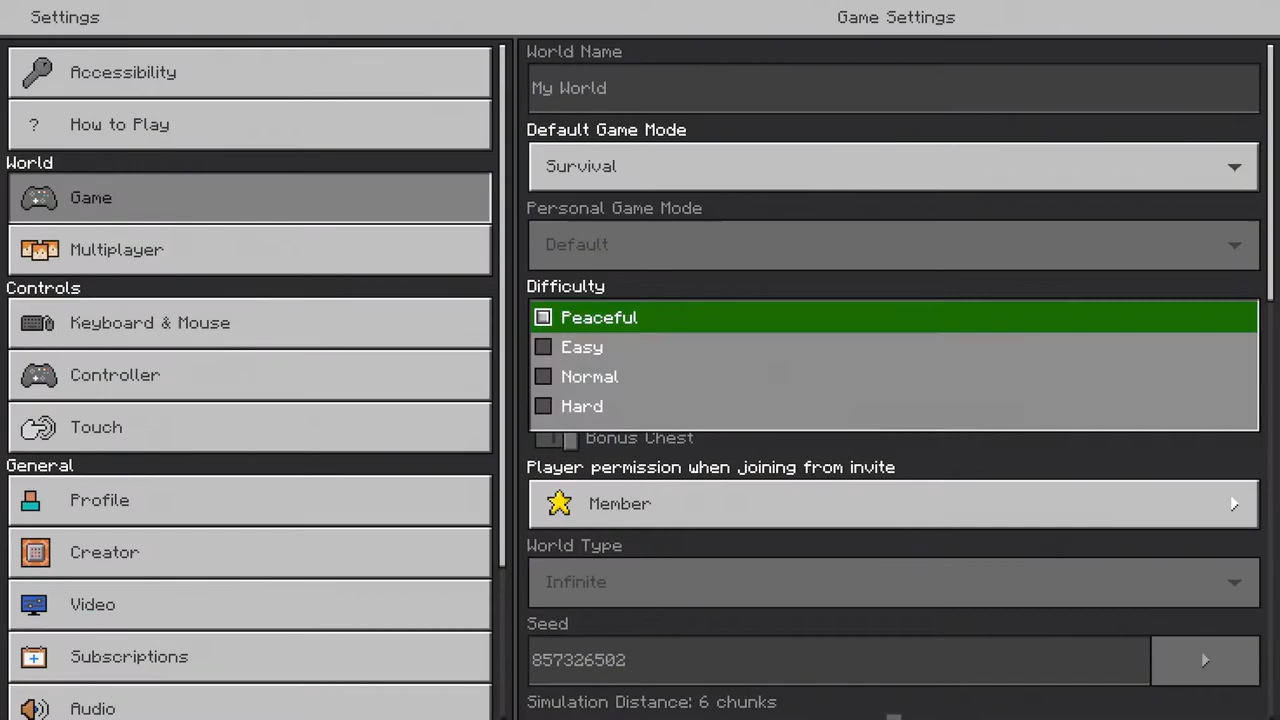 Settings
Game Settings
Accessibility
? How to Play
World
Game
Multiplayer
Controls
Keyboard & Mouse
Controller
Touch
General
Profile
Creator
Video
Subscriptions
Audio
World Name
My World
Default Game Mode
Survival
Personal Game Mode
Default
Difficulty
Peaceful
Easy
Normal
Hard
Bonus Chest
Player permission when joining from invite
Member
World Type
Infinite
Seed
857326502
Simulation Distance: 6 chunks